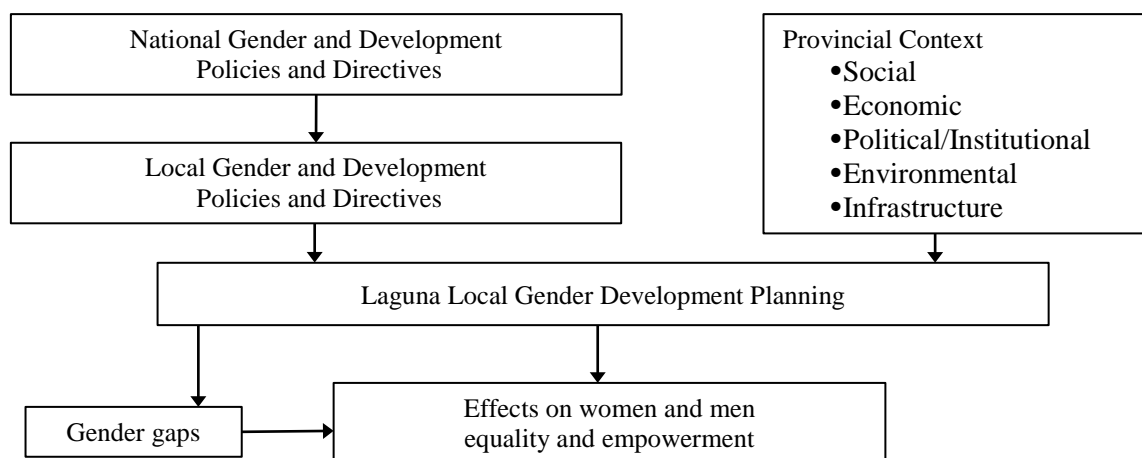 National Gender and Development
Policies and Directives
Provincial Context
•Social
•Economic
•Political/Institutional
•Environmental
•Infrastructure
Local Gender and Development
Policies and Directives
Laguna Local Gender Development Planning
Gender gaps
Effects on women and men
equality and empowerment